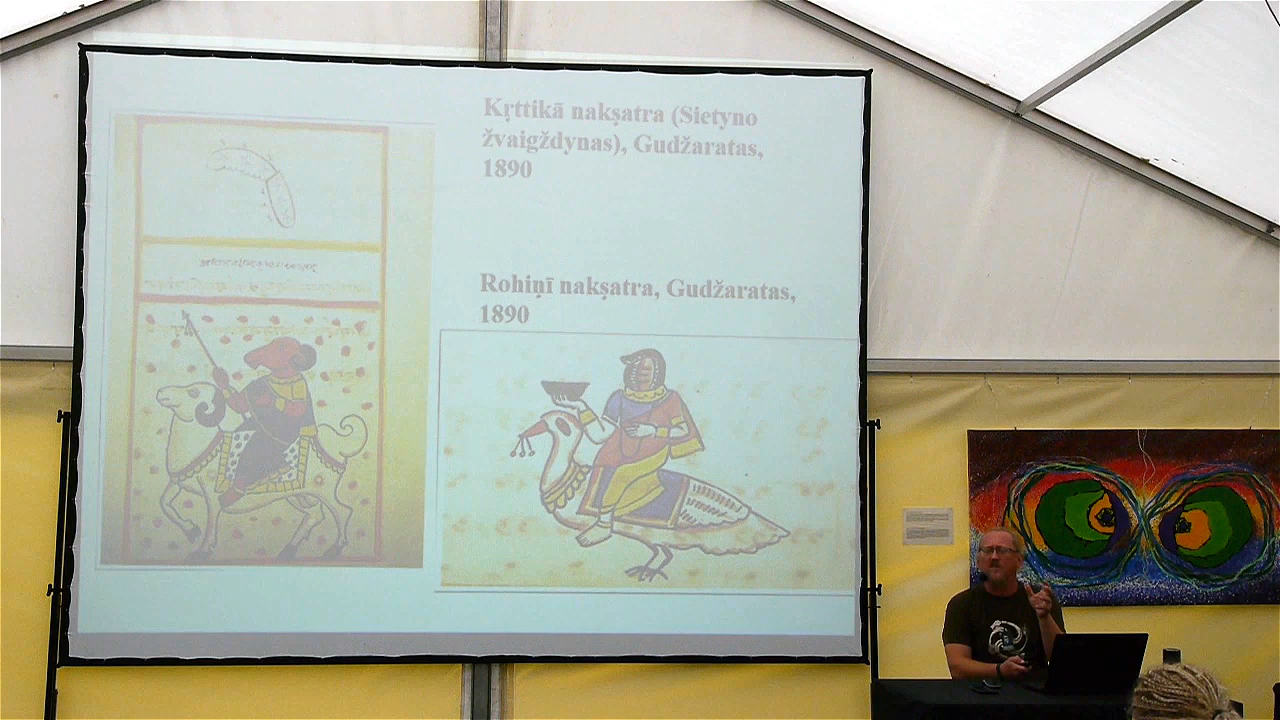 Kṛttikā nakṣatra (Sietyno
žvaigždynas), Gudžaratas,
1890
Rohiṇī nakṣatra, Gudžaratas,
1890